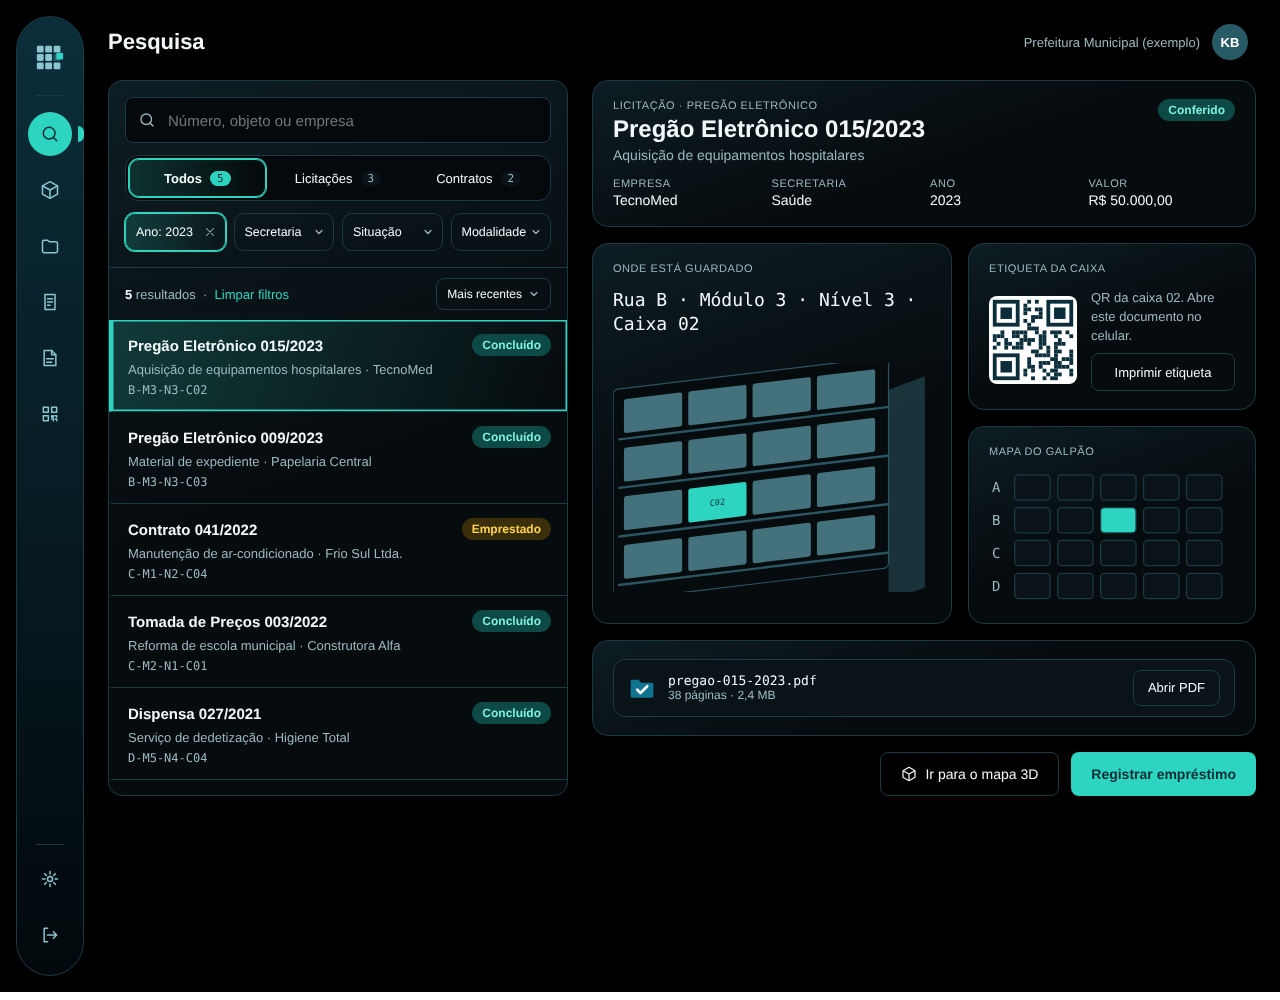 Pesquisa
Prefeitura Municipal (exemplo)
KB
Número, objeto ou empresa
Todos 5
Licitações 3
Contratos 2
Ano: 2023
Secretaria
Situação
Modalidade
5 resultados · Limpar filtros
Mais recentes
Pregão Eletrônico 015/2023
Concluído
Aquisição de equipamentos hospitalares · TecnoMed
B-M3-N3-C02
Pregão Eletrônico 009/2023
Concluído
Material de expediente · Papelaria Central
B-M3-N3-C03
Contrato 041/2022
Emprestado
Manutenção de ar-condicionado · Frio Sul Ltda.
C-M1-N2-C04
Tomada de Preços 003/2022
Concluído
Reforma de escola municipal · Construtora Alfa
C-M2-N1-C01
Dispensa 027/2021
Concluído
Serviço de dedetização · Higiene Total
D-M5-N4-C04
LICITAÇÃO · PREGÃO ELETRÔNICO
Conferido
Pregão Eletrônico 015/2023
Aquisição de equipamentos hospitalares
EMPRESA
TecnoMed
SECRETARIA
Saúde
ANO
2023
VALOR
R$ 50.000,00
ONDE ESTÁ GUARDADO
Rua B · Módulo 3 · Nível 3 ·
Caixa 02
C02
ETIQUETA DA CAIXA
QR da caixa 02. Abre
este documento no
celular.
Imprimir etiqueta
MAPA DO GALPÃO
A
B
C
D
pregao-015-2023.pdf
38 páginas · 2,4 MB
Abrir PDF
Ir para o mapa 3D
Registrar empréstimo